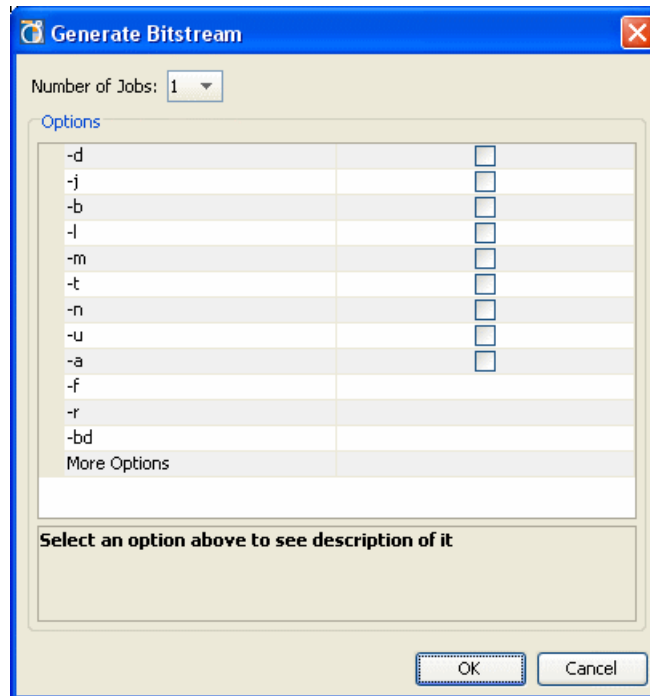 Generate Bitstream
Number of Jobs: 1
Options
-d
-j
-b
-l
-m
-t
-n
-u
-a
-f
-r
-bd
More Options
Select an option above to see description of it
OK Cancel